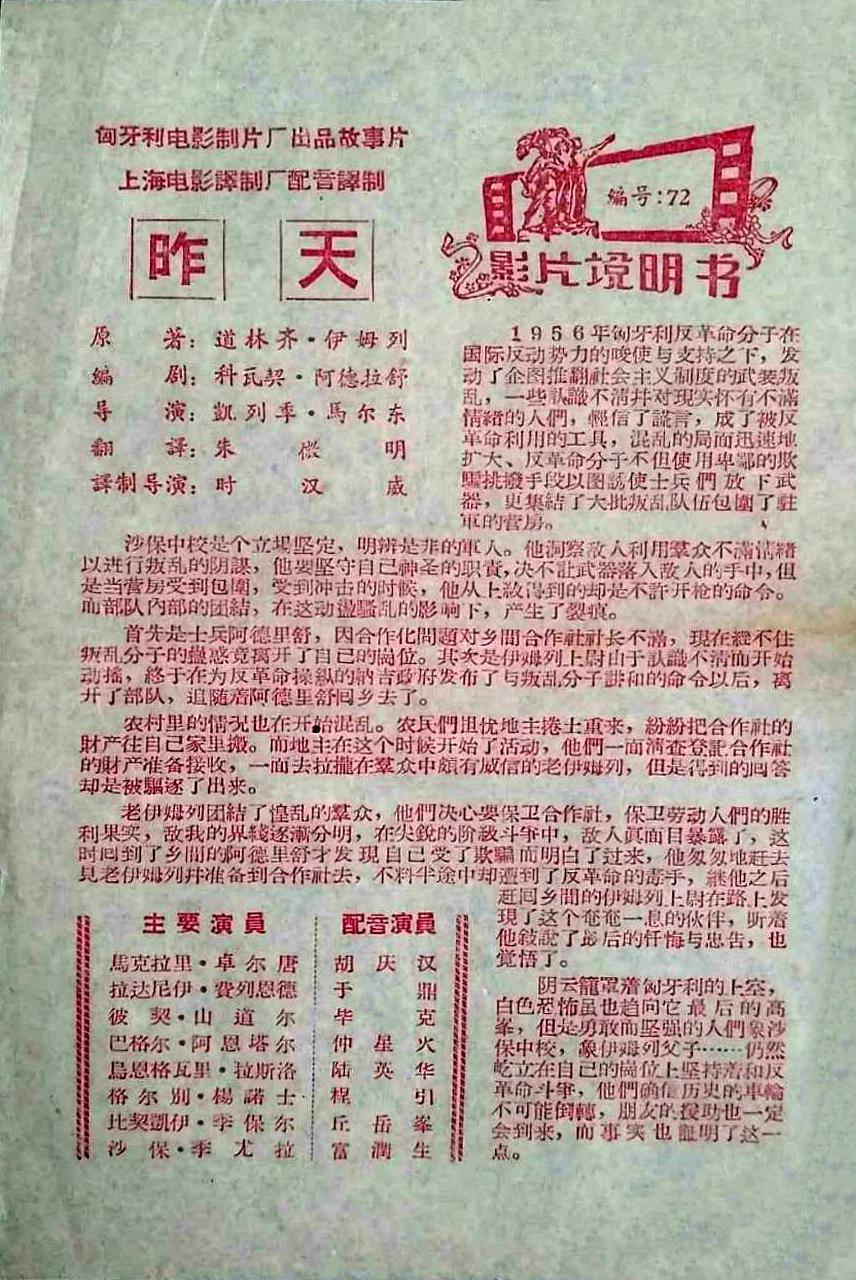 匈牙利电影制片厂出品故事片
上海电影譯制厂配音譯制
昨天
编号:72
影片说明书
原著：道林齐·伊姆列
编剧：科瓦契·阿德拉舒
导演：凱列季·馬尔东
翻譯：朱微明
譯制导演：时汉威
1956年匈牙利反革命分子在
国际反动势力的唆使与支持之下，发
动了企图推翻社会主义制度的武装叛
乱，一些認識不清幷对現实怀有不滿
情緒的人們，輕信了謊言，成了被反
革命利用的工具，混乱的局面迅速地
扩大、反革命分子不但使用卑鄙的欺
騙挑撥手段以图誘使士兵們放下武
器，更集結了大批叛乱队伍包圍了駐
軍的营房。
沙保中校是个立場坚定，明辨是非的軍人。他洞察敌人利用羣众不滿情緒
以进行叛乱的阴謀，他要坚守自己神圣的职責，决不让武器落入敌人的手中，但
是当营房受到包圍，受到冲击的时候，他从上級得到的却是不許开枪的命令。
而部队內部的团結，在这动盪騷乱的影响下，产生了裂痕。
首先是士兵阿德里舒，因合作化問題对乡間合作社社长不滿，現在經不住
叛乱分子的蠱惑竟离开了自己的崗位。其次是伊姆列上尉由于認識不清而开始
动搖，終于在为反革命操縱的納吉政府发布了与叛乱分子講和的命令以后，离
开了部队，追随着阿德里舒囘乡去了。
农村里的情况也在开始混乱。农民們担忧地主捲土重来，紛紛把合作社的
財产往自己家里搬。而地主在这个时候开始了活动，他們一面清查登記合作社
的財产准备接收，一面去拉攏在羣众中頗有威信的老伊姆列，但是得到的囘答
却是被驅逐了出来。
老伊姆列团結了惶乱的羣众，他們决心要保卫合作社，保卫劳动人們的胜
利果实，敌我的界綫逐漸分明，在尖銳的阶級斗爭中，敌人眞面目暴露了，这
时囘到了乡間的阿德里舒才发現自己受了欺騙而明白了过来，他匆匆地赶去
見老伊姆列幷准备到合作社去，不料半途中却遭到了反革命的毒手，継他之后
赶囘乡間的伊姆列上尉在路上发
現了这个奄奄一息的伙伴，听着
他叙說了最后的忏悔与忠告，也
覚悟了。
阴云籠罩着匈牙利的上空，
白色恐怖虽也趋向它最后的高
峯，但是勇敢而坚强的人們象沙
保中校，象伊姆列父子……仍然
屹立在自己的崗位上坚持着和反
革命斗爭，他們确信历史的車輪
不可能倒轉，朋友的援助也一定
会到来，而事实也証明了这一
点。
主要演員 配音演員
馬克拉里·卓尔唐 胡庆汉
拉达尼伊·費列恩德 于鼎
彼契·山道尔 毕克
巴格尔·阿恩塔尔 仲星火
烏恩格瓦里·拉斯洛 陆英华
格尔別·楊諾士 程引
比契凱伊·季保尔 丘岳峯
沙保·季尤拉 富潤生